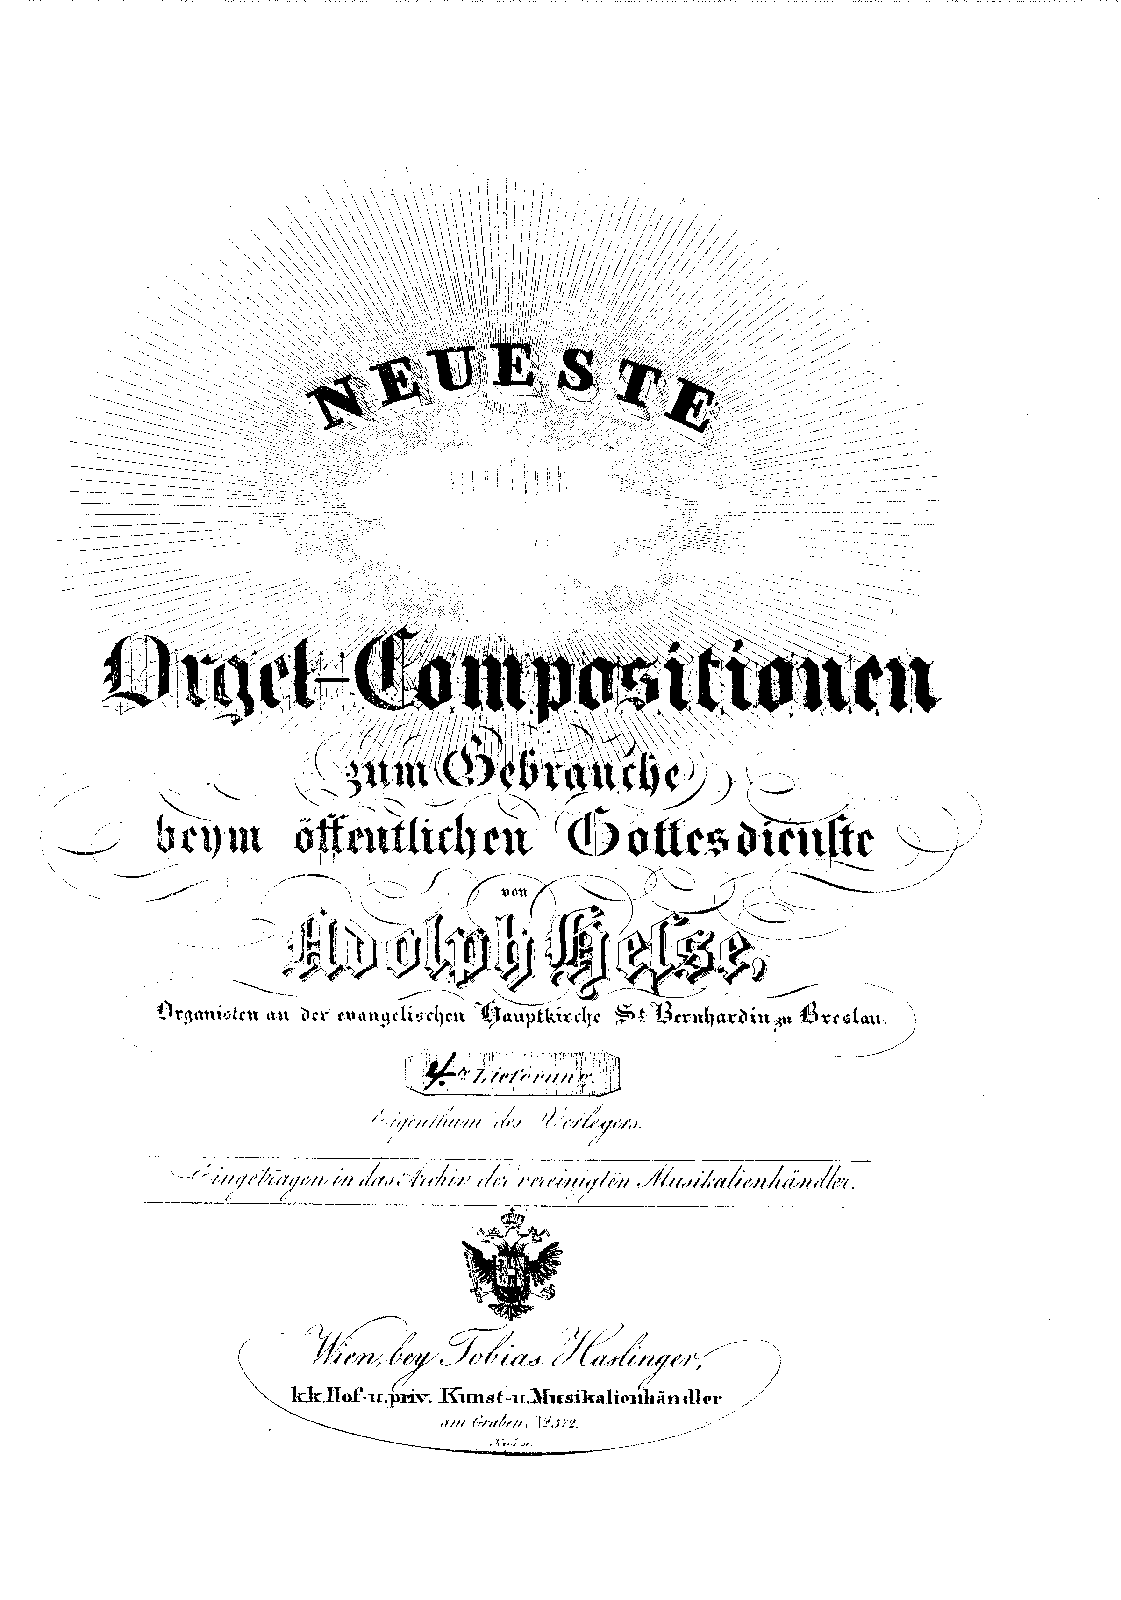 NEUESTE
Orgel-Compositionen
zum Gebrauche
beym öffentlichen Gottesdienste
von
Adolph Hesse,
Organisten an der evangelischen Hauptkirche St Bernhardin zu Breslau.
4.te Lieferung.
Eigenthum des Verlegers.
Eingetragen in das Archiv der vereinigten Musikalienhändler.
Wien, bey Tobias Haslinger,
k.k. Hof-u. priv. Kunst-u. Musikalienhändler
am Graben, No 572.